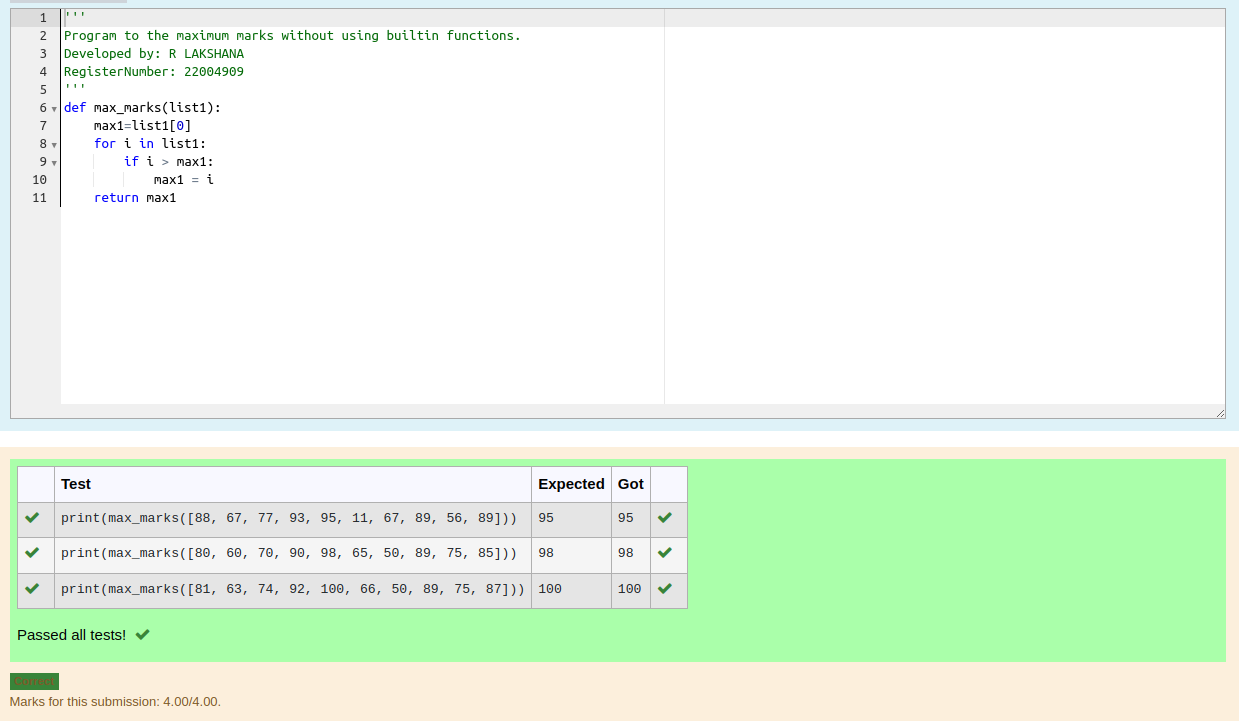 1 '''
2 Program to the maximum marks without using builtin functions.
3 Developed by: R LAKSHANA
4 RegisterNumber: 22004909
5 '''
6 def max_marks(list1):
7     max1=list1[0]
8     for i in list1:
9         if i > max1:
10             max1 = i
11     return max1
Test Expected Got
print(max_marks([88, 67, 77, 93, 95, 11, 67, 89, 56, 89])) 95 95
print(max_marks([80, 60, 70, 90, 98, 65, 50, 89, 75, 85])) 98 98
print(max_marks([81, 63, 74, 92, 100, 66, 50, 89, 75, 87])) 100 100
Passed all tests!
Correct
Marks for this submission: 4.00/4.00.